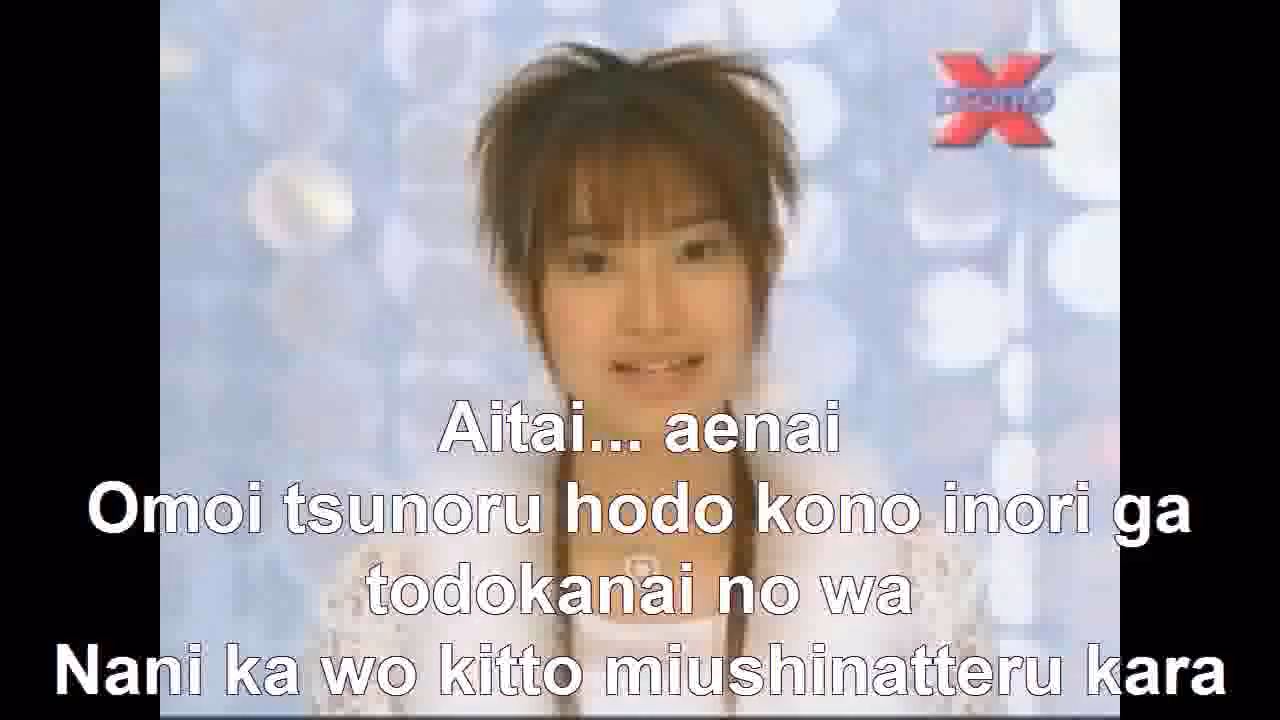 X
Aitai... aenai
Omoi tsunoru hodo kono inori ga
todokanai no wa
Nani ka wo kitto miushinatteru kara